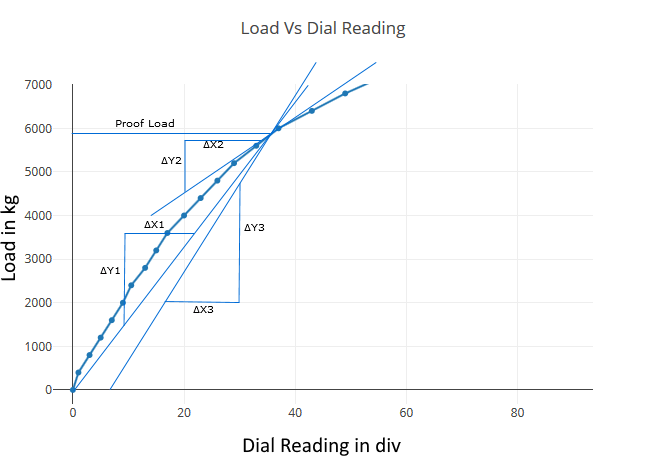 Load Vs Dial Reading
7000
6000
5000
4000
3000
2000
1000
0
Load in kg
Proof Load
ΔX2
ΔY2
ΔX1
ΔY3
ΔY1
ΔX3
0 20 40 60 80
Dial Reading in div